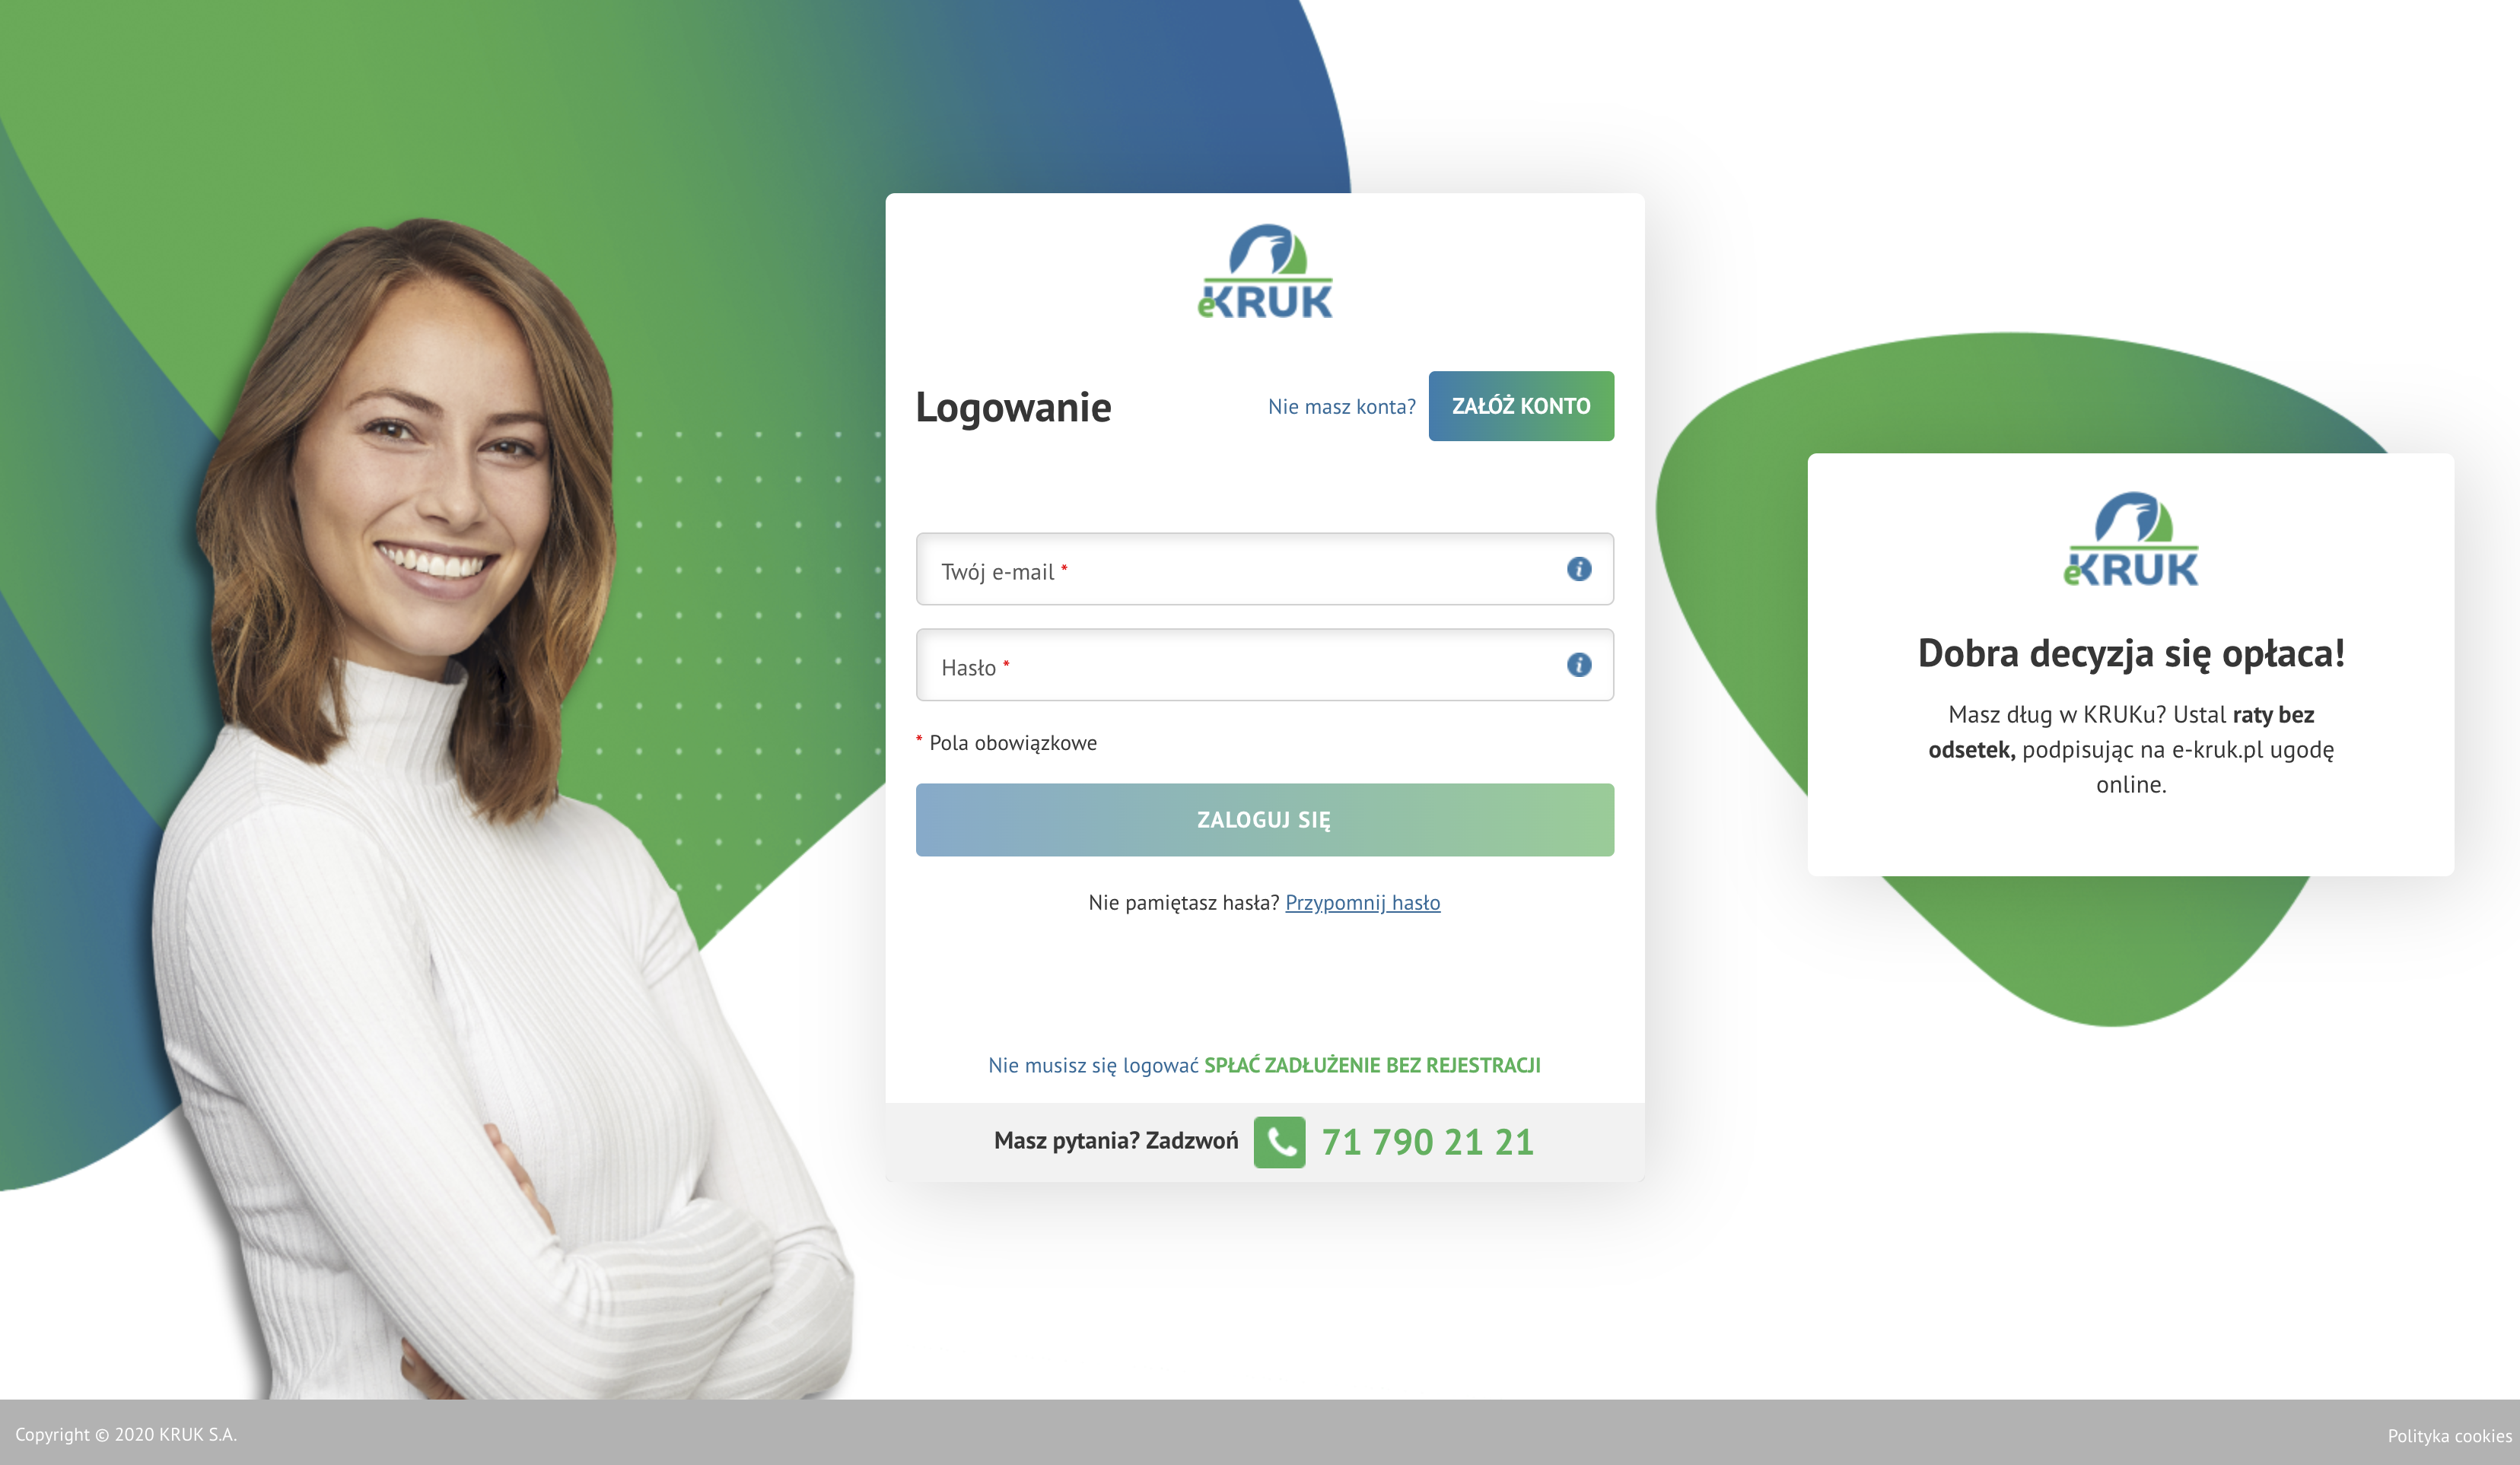 eKRUK
Logowanie
Nie masz konta?
ZAŁÓŻ KONTO
Twój e-mail *
Hasło *
* Pola obowiązkowe
ZALOGUJ SIĘ
Nie pamiętasz hasła? Przypomnij hasło
Nie musisz się logować SPŁAĆ ZADŁUŻENIE BEZ REJESTRACJI
Masz pytania? Zadzwoń 71 790 21 21
eKRUK
Dobra decyzja się opłaca!
Masz dług w KRUKu? Ustal raty bez
odsetek, podpisując na e-kruk.pl ugodę
online.
Copyright © 2020 KRUK S.A.
Polityka cookies